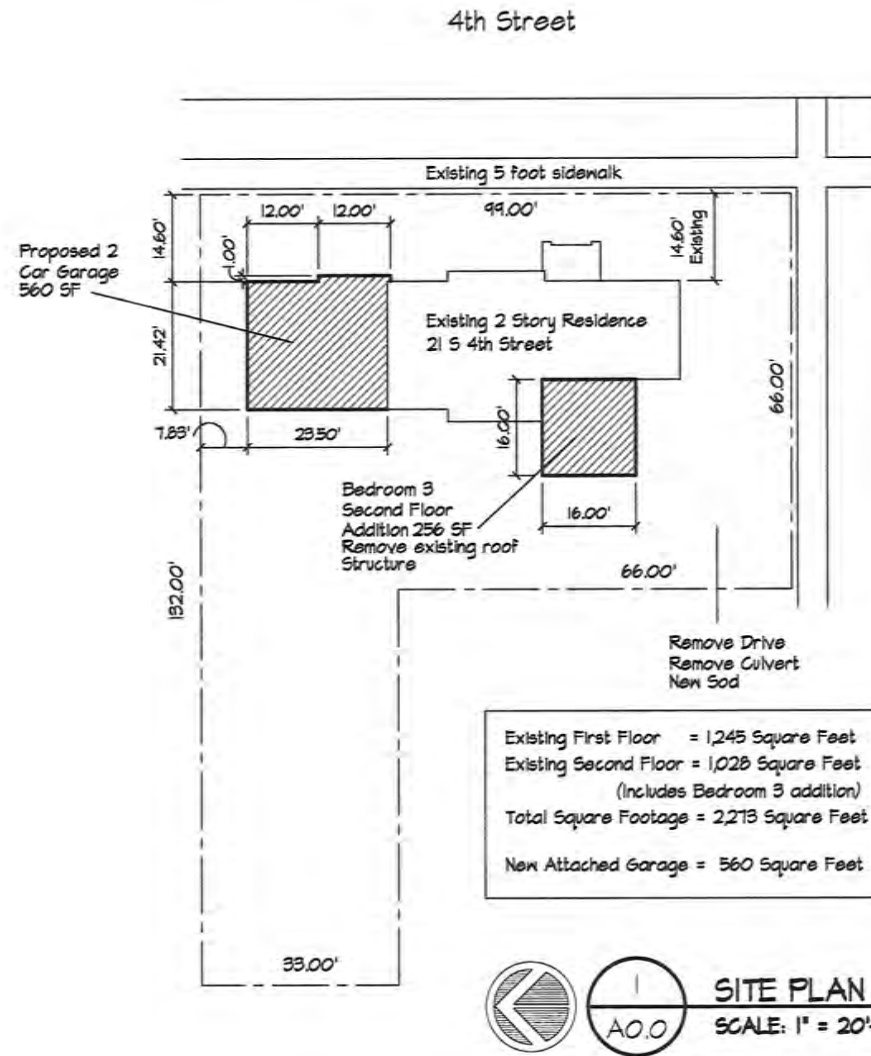 4th Street
Existing 5 foot sidewalk
12.00'
12.00'
99.00'
14.60'
14.60'
Existing
1.00'
Proposed 2
Car Garage
560 SF
Existing 2 Story Residence
21 S 4th Street
21.42'
66.00'
7.83'
23.50'
16.00'
16.00'
Bedroom 3
Second Floor
Addition 256 SF
Remove existing roof
Structure
132.00'
66.00'
Remove Drive
Remove Culvert
New Sod
Existing First Floor = 1,245 Square Feet
Existing Second Floor = 1,028 Square Feet
(Includes Bedroom 3 addition)
Total Square Footage = 2,273 Square Feet
New Attached Garage = 560 Square Feet
33.00'
1
A0.0
SITE PLAN
SCALE: 1" = 20'-